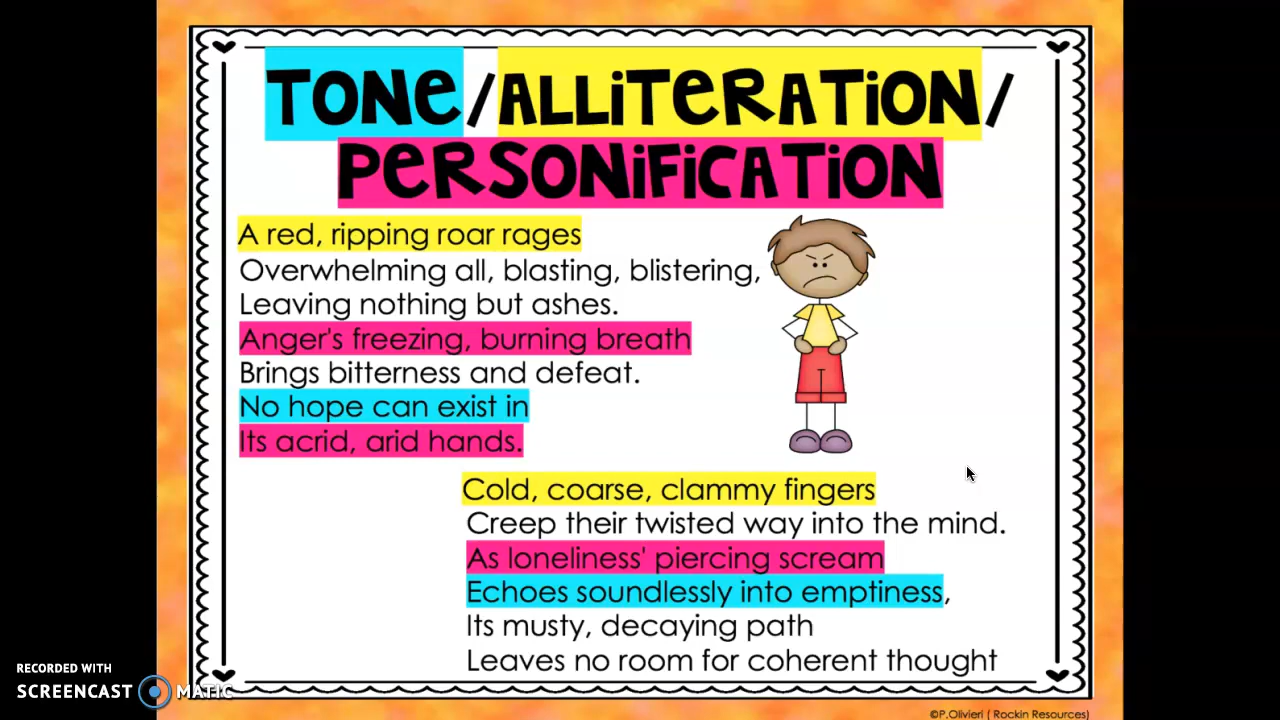 TONE/ALLITERATION/
PERSONIFICATION
A red, ripping roar rages
Overwhelming all, blasting, blistering,
Leaving nothing but ashes.
Anger's freezing, burning breath
Brings bitterness and defeat.
No hope can exist in
Its acrid, arid hands.
Cold, coarse, clammy fingers
Creep their twisted way into the mind.
As loneliness' piercing scream
Echoes soundlessly into emptiness,
Its musty, decaying path
Leaves no room for coherent thought
RECORDED WITH
SCREENCAST MATIC
©P.Olivieri ( Rockin Resources)